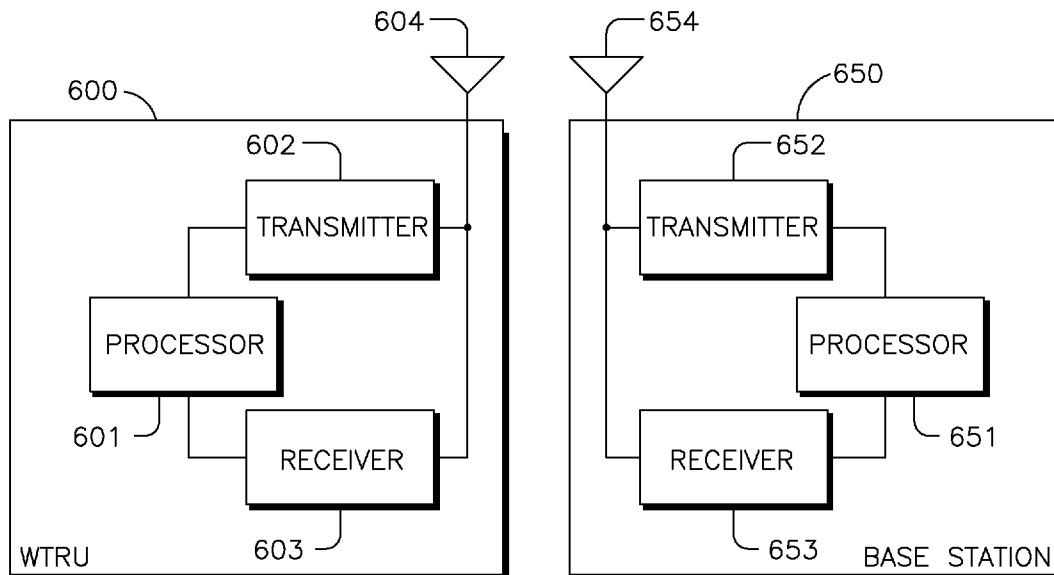 604
654
600
650
602
652
TRANSMITTER
TRANSMITTER
PROCESSOR
PROCESSOR
601
651
RECEIVER
RECEIVER
603
653
WTRU
BASE STATION